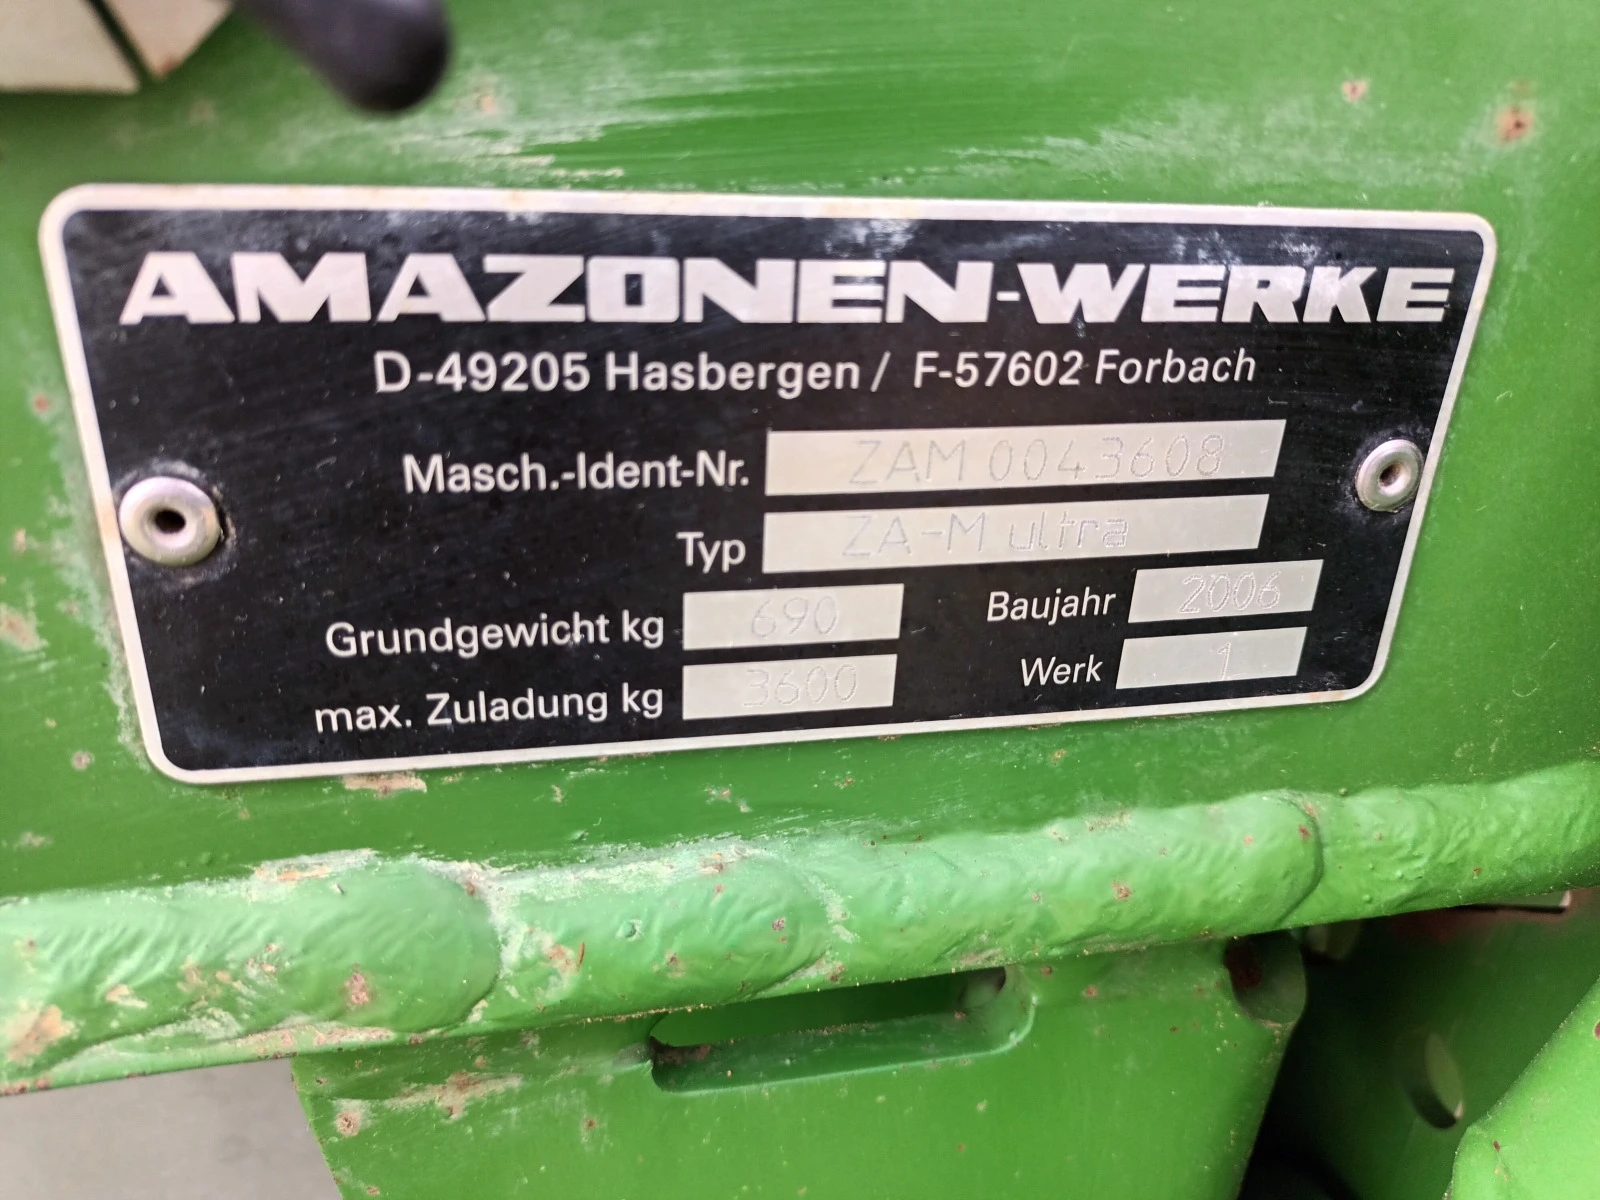 AMAZONEN-WERKE
D-49205 Hasbergen / F-57602 Forbach
Masch.-Ident-Nr. ZAM 0043608
Typ ZA-M ultra
Grundgewicht kg 690 Baujahr 2006
max. Zuladung kg 3600 Werk 1